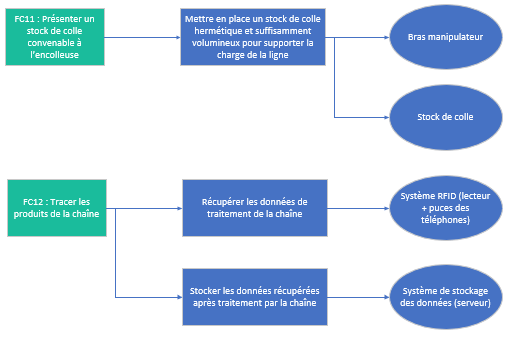 FC11 : Présenter un
stock de colle
convenable à
l'encolleuse
Mettre en place un stock de colle
hermétique et suffisamment
volumineux pour supporter la
charge de la ligne
Bras manipulateur
Stock de colle
FC12 : Tracer les
produits de la chaîne
Récupérer les données de
traitement de la chaîne
Système RFID (lecteur
+ puces des
téléphones)
Stocker les données récupérées
après traitement par la chaîne
Système de stockage
des données (serveur)